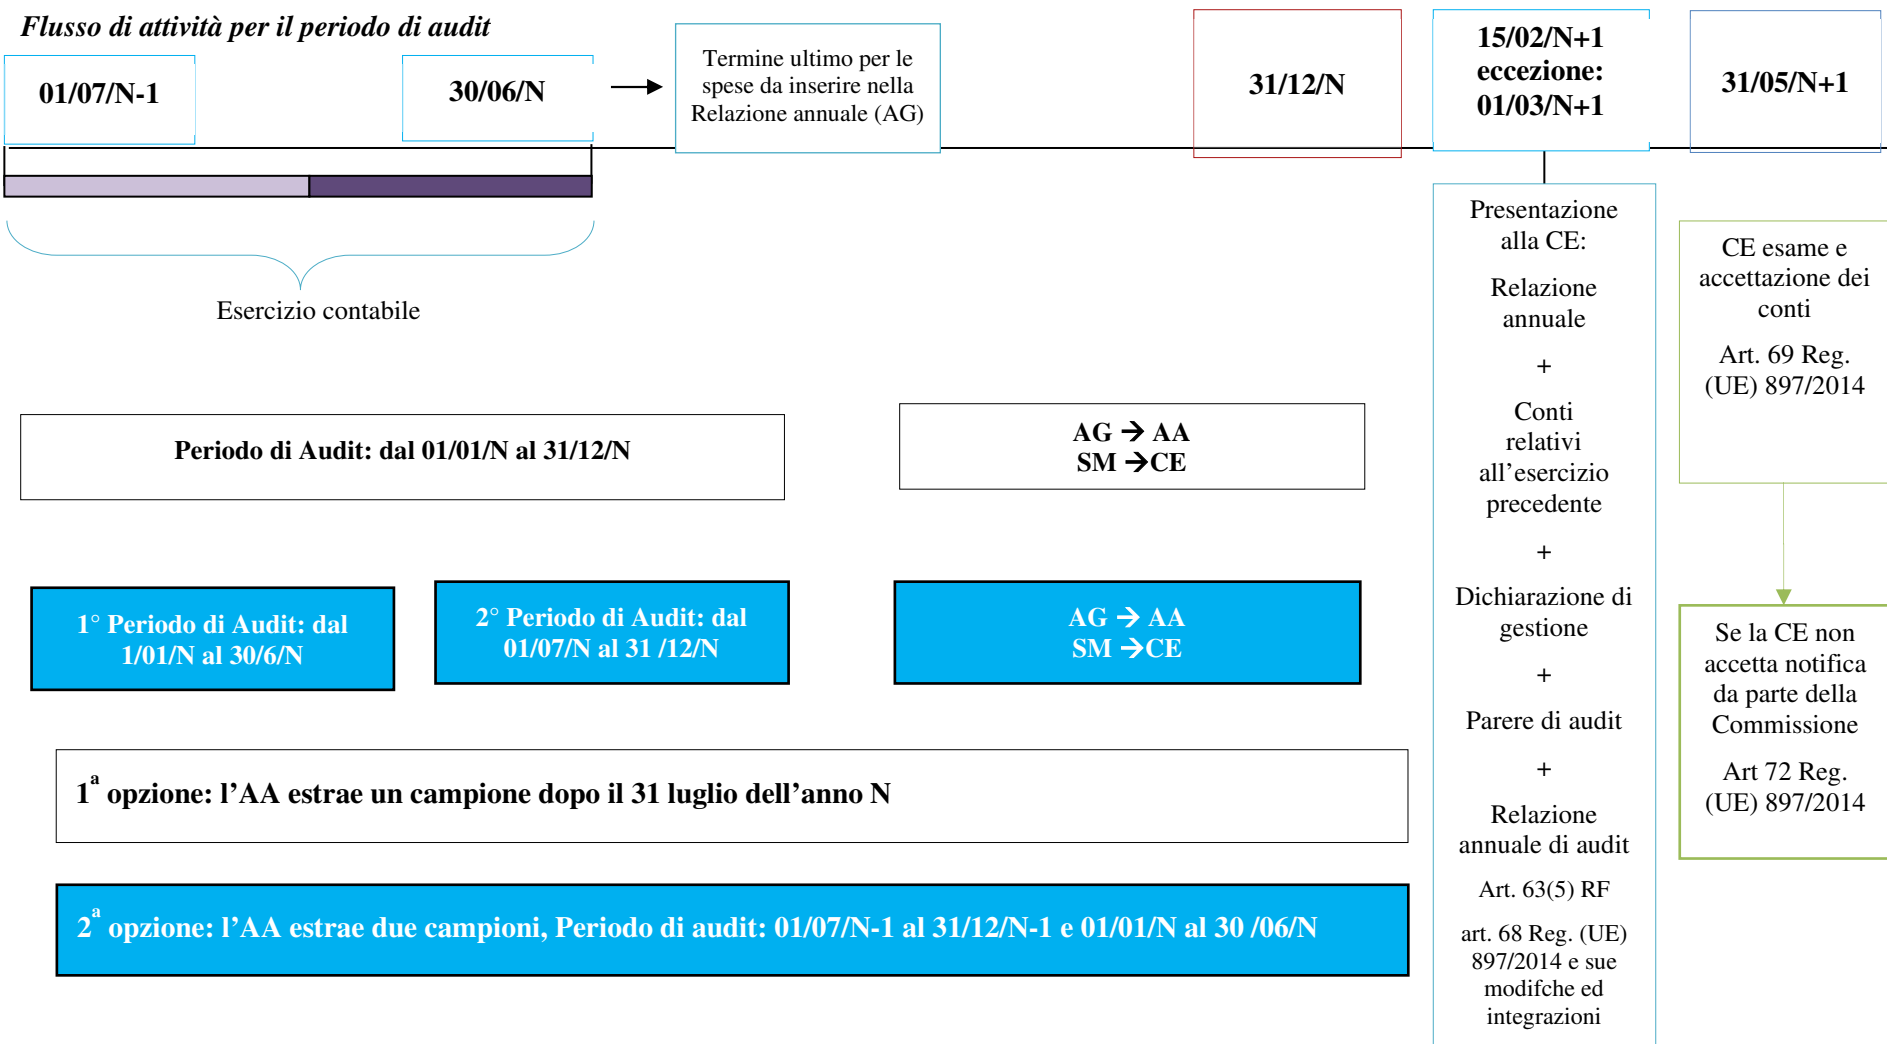 Flusso di attività per il periodo di audit
01/07/N-1
30/06/N
Termine ultimo per le
spese da inserire nella
Relazione annuale (AG)
31/12/N
15/02/N+1
eccezione:
01/03/N+1
31/05/N+1
Esercizio contabile
Presentazione
alla CE:
Relazione
annuale
+
Conti
relativi
all’esercizio
precedente
+
Dichiarazione di
gestione
+
Parere di audit
+
Relazione
annuale di audit
Art. 63(5) RF
art. 68 Reg. (UE)
897/2014 e sue
modifche ed
integrazioni
CE esame e
accettazione dei
conti
Art. 69 Reg.
(UE) 897/2014
Se la CE non
accetta notifica
da parte della
Commissione
Art 72 Reg.
(UE) 897/2014
Periodo di Audit: dal 01/01/N al 31/12/N
AG → AA
SM →CE
1° Periodo di Audit: dal
1/01/N al 30/6/N
2° Periodo di Audit: dal
01/07/N al 31 /12/N
AG → AA
SM →CE
1ª opzione: l’AA estrae un campione dopo il 31 luglio dell’anno N
2ª opzione: l’AA estrae due campioni, Periodo di audit: 01/07/N-1 al 31/12/N-1 e 01/01/N al 30 /06/N